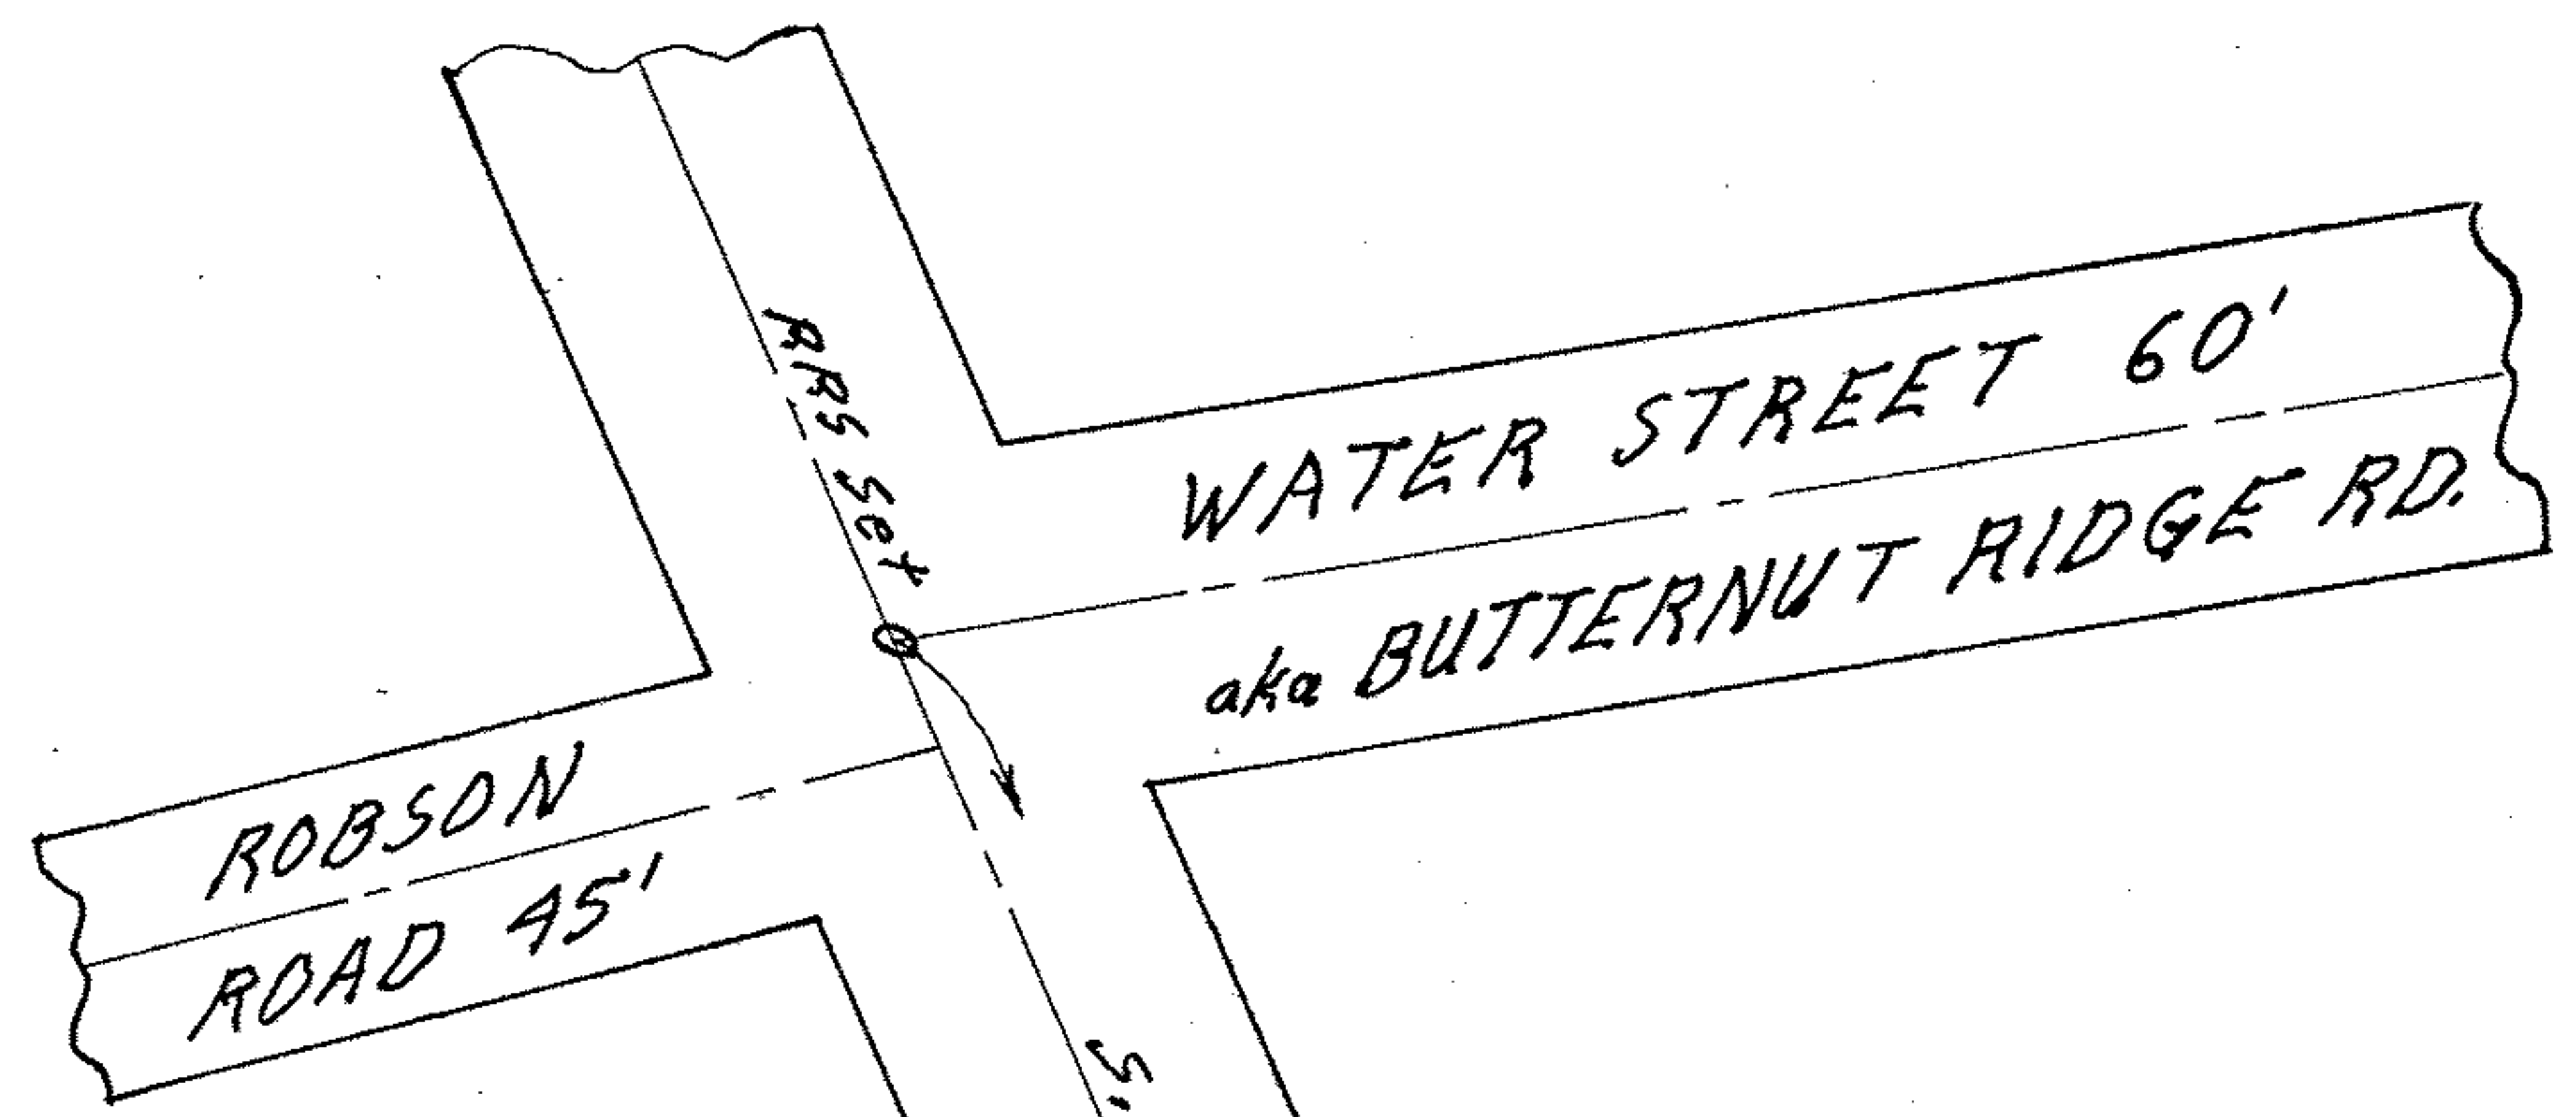 RRS Set
WATER STREET 60'
aka BUTTERNUT RIDGE RD.
ROBSON
ROAD 45'
S.